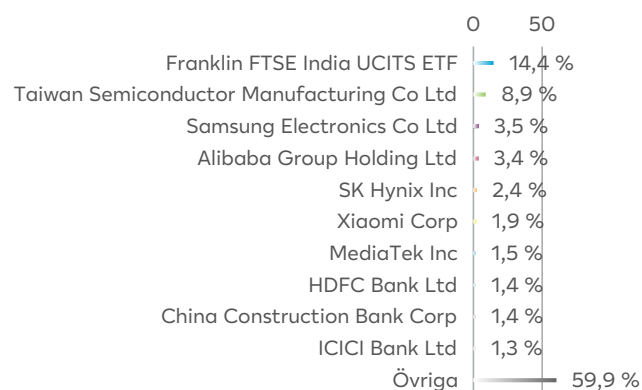 0 50
Franklin FTSE India UCITS ETF 14,4 %
Taiwan Semiconductor Manufacturing Co Ltd 8,9 %
Samsung Electronics Co Ltd 3,5 %
Alibaba Group Holding Ltd 3,4 %
SK Hynix Inc 2,4 %
Xiaomi Corp 1,9 %
MediaTek Inc 1,5 %
HDFC Bank Ltd 1,4 %
China Construction Bank Corp 1,4 %
ICICI Bank Ltd 1,3 %
Övriga 59,9 %